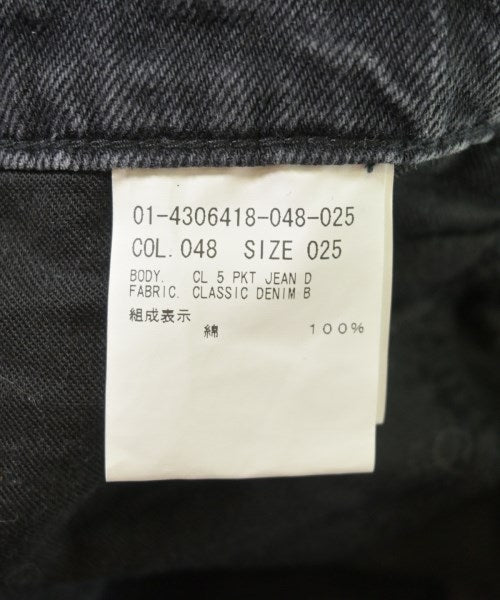 01-4306418-048-025
COL.048 SIZE 025
BODY. CL 5 PKT JEAN D
FABRIC. CLASSIC DENIM B
組成表示
綿 100%